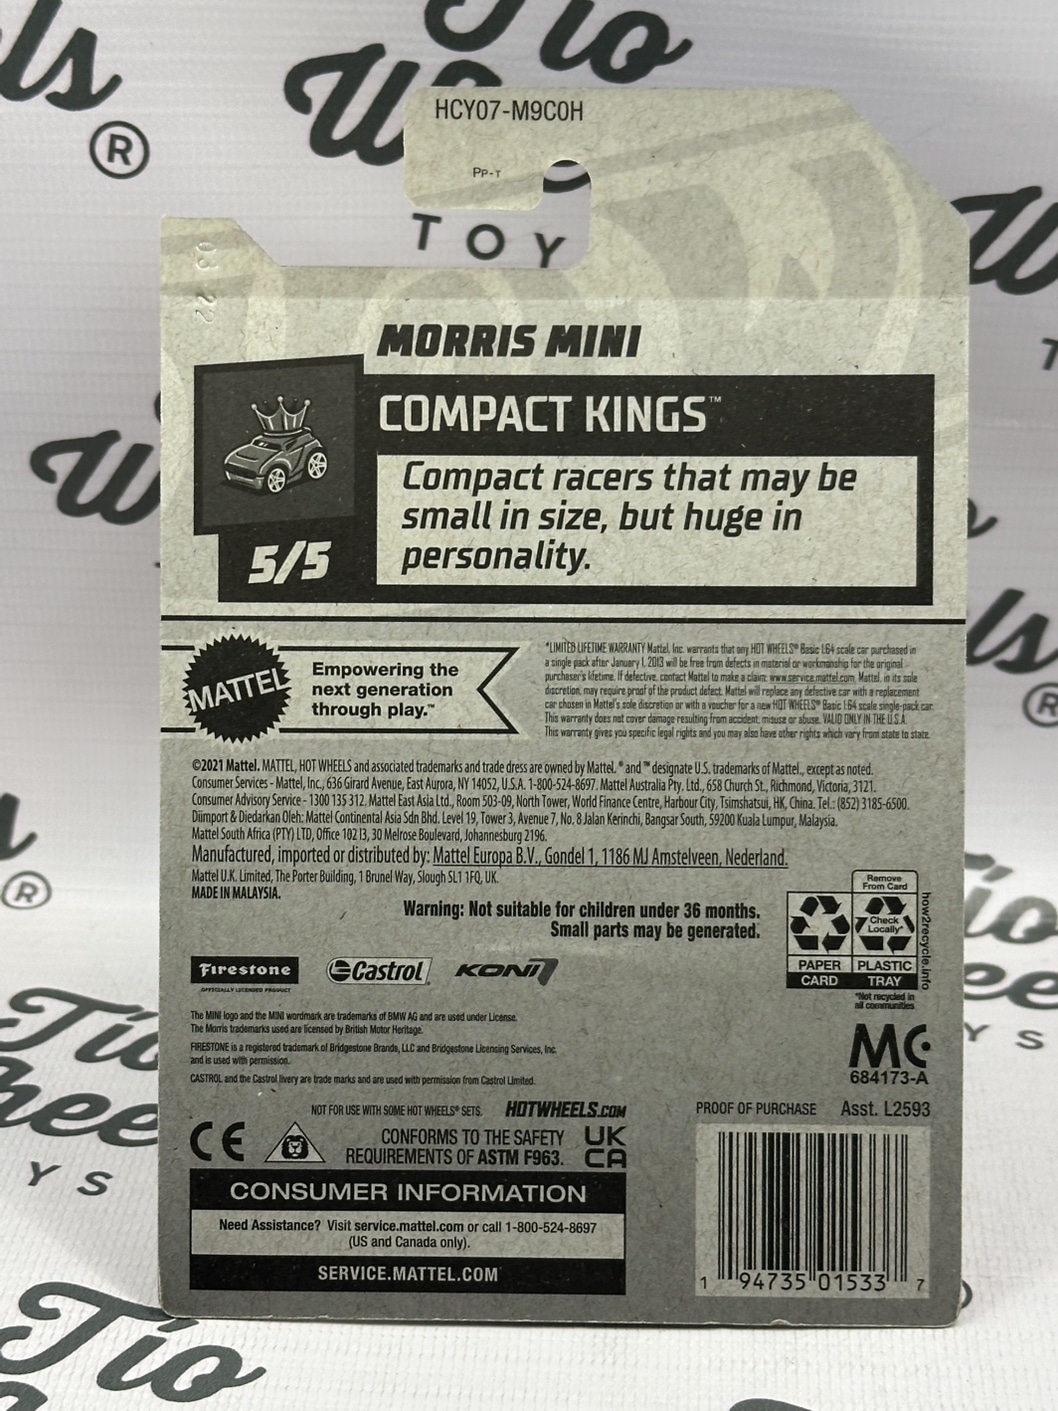 els
®
Tio
W
HCY07-M9C0H
PP-T
TOY
03 22
MORRIS MINI
COMPACT KINGS™
Compact racers that may be
small in size, but huge in
personality.
5/5
MATTEL
Empowering the
next generation
through play.™
*LIMITED LIFETIME WARRANTY Mattel, Inc. warrants that any HOT WHEELS® Basic 1:64 scale car purchased in
a single pack after January 1, 2013 will be free from defects in material or workmanship for the original
purchaser's lifetime. If defective, contact Mattel to make a claim: www.service.mattel.com. Mattel, in its sole
discretion, may require proof of the product defect. Mattel will replace any defective car with a replacement
car chosen in Mattel's sole discretion or with a voucher for a new HOT WHEELS® Basic 1:64 scale single-pack car.
This warranty does not cover damage resulting from accident, misuse or abuse. VALID ONLY IN THE U.S.A.
This warranty gives you specific legal rights and you may also have other rights which vary from state to state.
©2021 Mattel. MATTEL, HOT WHEELS and associated trademarks and trade dress are owned by Mattel. ® and ™ designate U.S. trademarks of Mattel., except as noted.
Consumer Services - Mattel, Inc., 636 Girard Avenue, East Aurora, NY 14052, U.S.A. 1-800-524-8697. Mattel Australia Pty. Ltd., 658 Church St., Richmond, Victoria, 3121.
Consumer Advisory Service - 1300 135 312. Mattel East Asia Ltd., Room 503-09, North Tower, World Finance Centre, Harbour City, Tsimshatsui, HK, China. Tel.: (852) 3185-6500.
Diimport & Diedarkan Oleh: Mattel Continental Asia Sdn Bhd. Level 19, Tower 3, Avenue 7, No. 8 Jalan Kerinchi, Bangsar South, 59200 Kuala Lumpur, Malaysia.
Mattel South Africa (PTY) LTD, Office 102 I3, 30 Melrose Boulevard, Johannesburg 2196.
Manufactured, imported or distributed by: Mattel Europa B.V., Gondel 1, 1186 MJ Amstelveen, Nederland.
Mattel U.K. Limited, The Porter Building, 1 Brunel Way, Slough SL1 1FQ, UK.
MADE IN MALAYSIA.
Warning: Not suitable for children under 36 months.
Small parts may be generated.
Remove
From Card
Check
Locally*
PAPER
PLASTIC
CARD
TRAY
*Not recycled in
all communities
how2recycle.info
Firestone
OFFICIALLY LICENSED PRODUCT
Castrol
KONI
The MINI logo and the MINI wordmark are trademarks of BMW AG and are used under License.
The Morris trademarks used are licensed by British Motor Heritage.
FIRESTONE is a registered trademark of Bridgestone Brands, LLC and Bridgestone Licensing Services, Inc.
and is used with permission.
CASTROL and the Castrol livery are trade marks and are used with permission from Castrol Limited.
MC
684173-A
NOT FOR USE WITH SOME HOT WHEELS® SETS.
HOTWHEELS.COM
PROOF OF PURCHASE
Asst. L2593
CE
CONFORMS TO THE SAFETY
REQUIREMENTS OF ASTM F963.
UK
CA
CONSUMER INFORMATION
Need Assistance? Visit service.mattel.com or call 1-800-524-8697
(US and Canada only).
SERVICE.MATTEL.COM
1 94735 01533 7
Tio